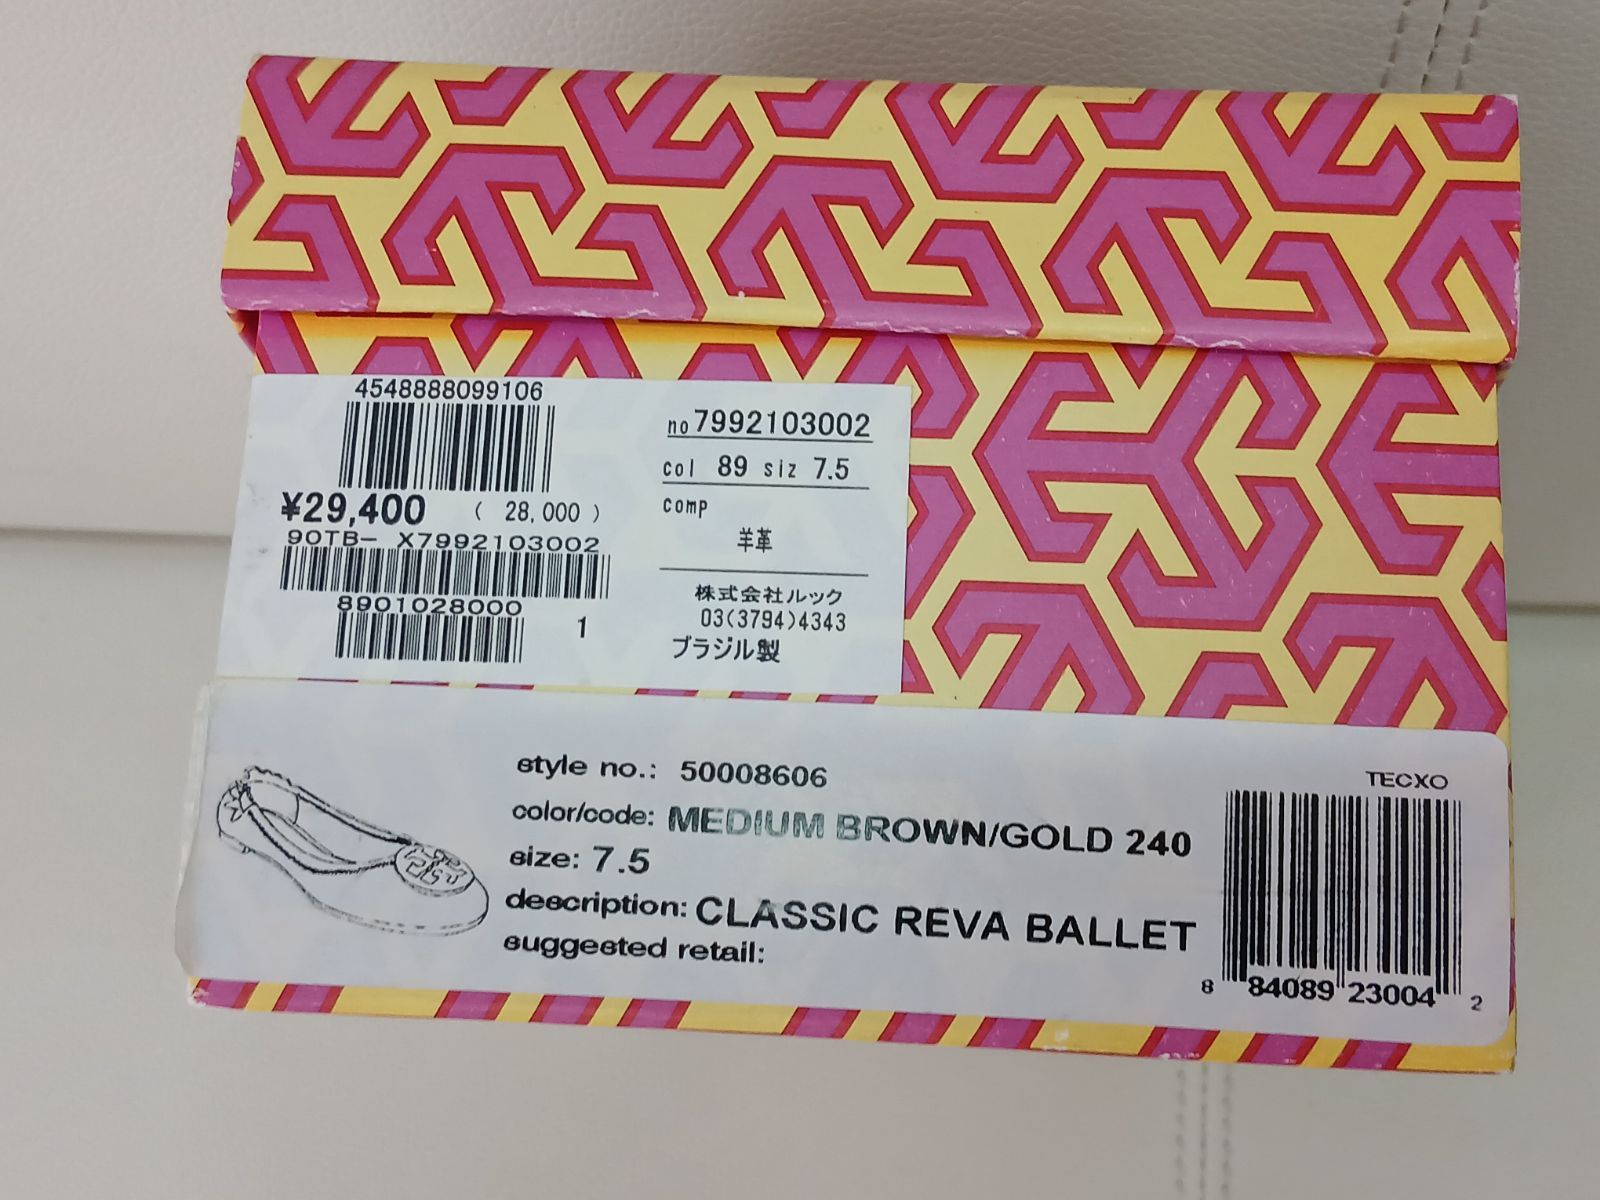 4548888099106
¥29,400 ( 28,000 )
90TB- X7992103002
8901028000
1
no 7992103002
col 89 siz 7.5
comp
羊革
株式会社ルック
03(3794)4343
ブラジル製
style no.: 50008606
color/code: MEDIUM BROWN/GOLD 240
size: 7.5
description: CLASSIC REVA BALLET
suggested retail:
TECXO
8 84089 23004 2